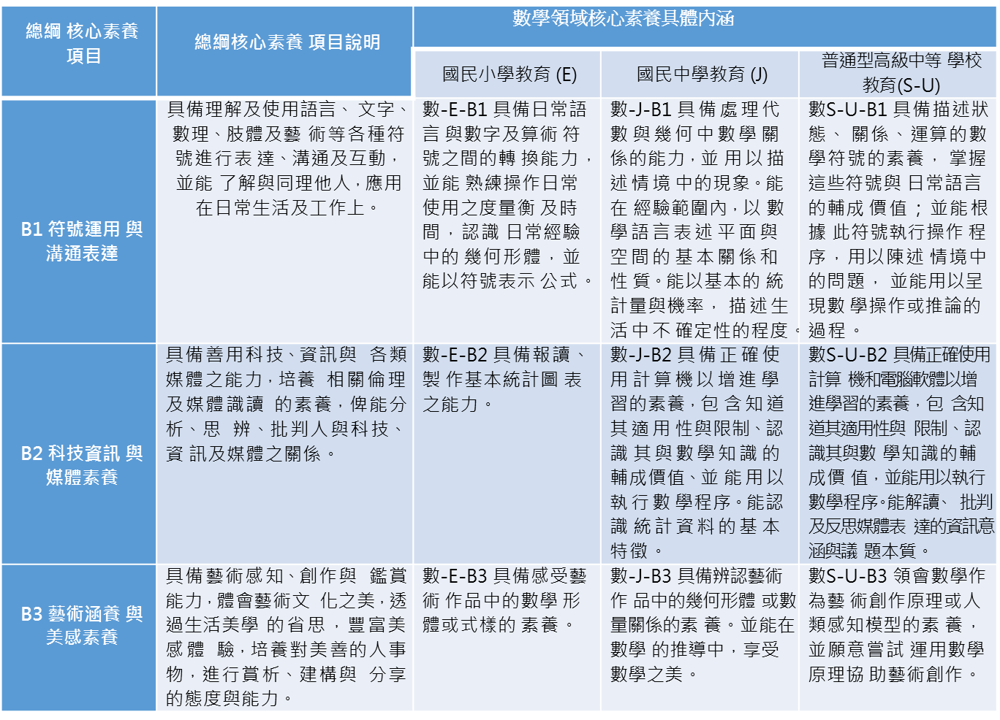 總綱 核心素養
項目
總綱核心素養 項目說明
數學領域核心素養具體內涵
國民小學教育 (E)
國民中學教育 (J)
普通型高級中等 學校
教育(S-U)
B1 符號運用 與
溝通表達
具備理解及使用語言、 文字、
數理、肢體及藝 術等各種符
號進行表 達、溝通及互動，
並能 了解與同理他人，應用
在日常生活及工作上。
數-E-B1 具備日常語
言 與數字及算術 符
號之間的轉 換能力，
並能 熟練操作日常
使用之度量衡 及時
間，認識 日常經驗
中的 幾何形體，並
能以符號表示 公式。
數-J-B1 具備處理代
數與幾何中數學關
係的能力，並 用以描
述情境 中的現象。能
在 經驗範圍內，以 數
學語言表述 平面與
空間的基本關係和
性 質。能以基本的 統
計量與機率， 描述生
活中不 確定性的程度。
數S-U-B1 具備描述狀
態、 關係、運算的數
學符號的素養， 掌握
這些符號與 日常語言
的輔成 價值；並能根
據 此符號執行操作 程
序，用以陳述 情境中
的問題， 並能用以呈
現數 學操作或推論的
過程。
B2 科技資訊 與
媒體素養
具備善用科技、資訊與 各類
媒體之能力，培養 相關倫理
及媒體識讀 的素養，俾能分
析、思 辨、批判人與科技、
資 訊及媒體之關係。
數-E-B2 具備報讀、
製 作基本統計圖 表
之能力。
數-J-B2 具備正確使
用計算機以增進學
習的素養，包 含知道
其適用 性與限制、認
識其與數學知識的
輔成價值、並 能用以
執行數 學程序。能認
識統計資料的基本
特徵。
數S-U-B2 具備正確使用
計算 機和電腦軟體以增
進學習的素養，包 含知
道其適用性與 限制、認
識其與數 學知識的輔
成價 值，並能用以執行
數學程序。能解讀、 批判
及反思媒體表 達的資訊意
涵與議 題本質。
B3 藝術涵養 與
美感素養
具備藝術感知、創作與 鑑賞
能力，體會藝術文 化之美，透
過生活美學 的省思，豐富美
感體 驗，培養對美善的人事
物，進行賞析、建構與 分享
的態度與能力。
數-E-B3 具備感受藝
術 作品中的數學 形
體或式樣的 素養。
數-J-B3 具備辨認藝術
作 品中的幾何形體 或數
量關係的素 養。並能在
數學 的推導中，享受
數學之美。
數S-U-B3 領會數學作
為藝 術創作原理或人
類感知模型的素 養，
並願意嘗試 運用數學
原理協 助藝術創作。